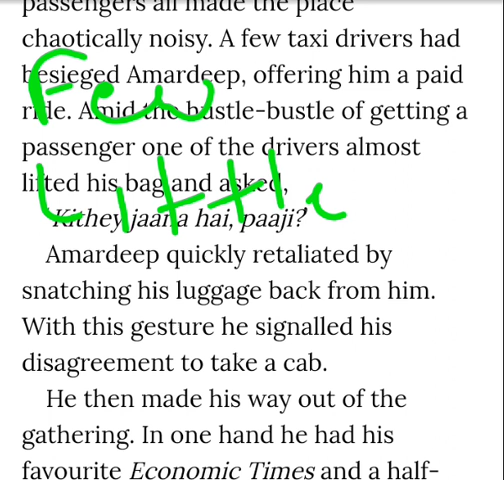 passengers all made the place
chaotically noisy. A few taxi drivers had
besieged Amardeep, offering him a paid
ride. Amid the hustle-bustle of getting a
passenger one of the drivers almost
lifted his bag and asked,
'Kithey jaana hai, paaji?'
Amardeep quickly retaliated by
snatching his luggage back from him.
With this gesture he signalled his
disagreement to take a cab.
He then made his way out of the
gathering. In one hand he had his
favourite Economic Times and a half-
Few
Little